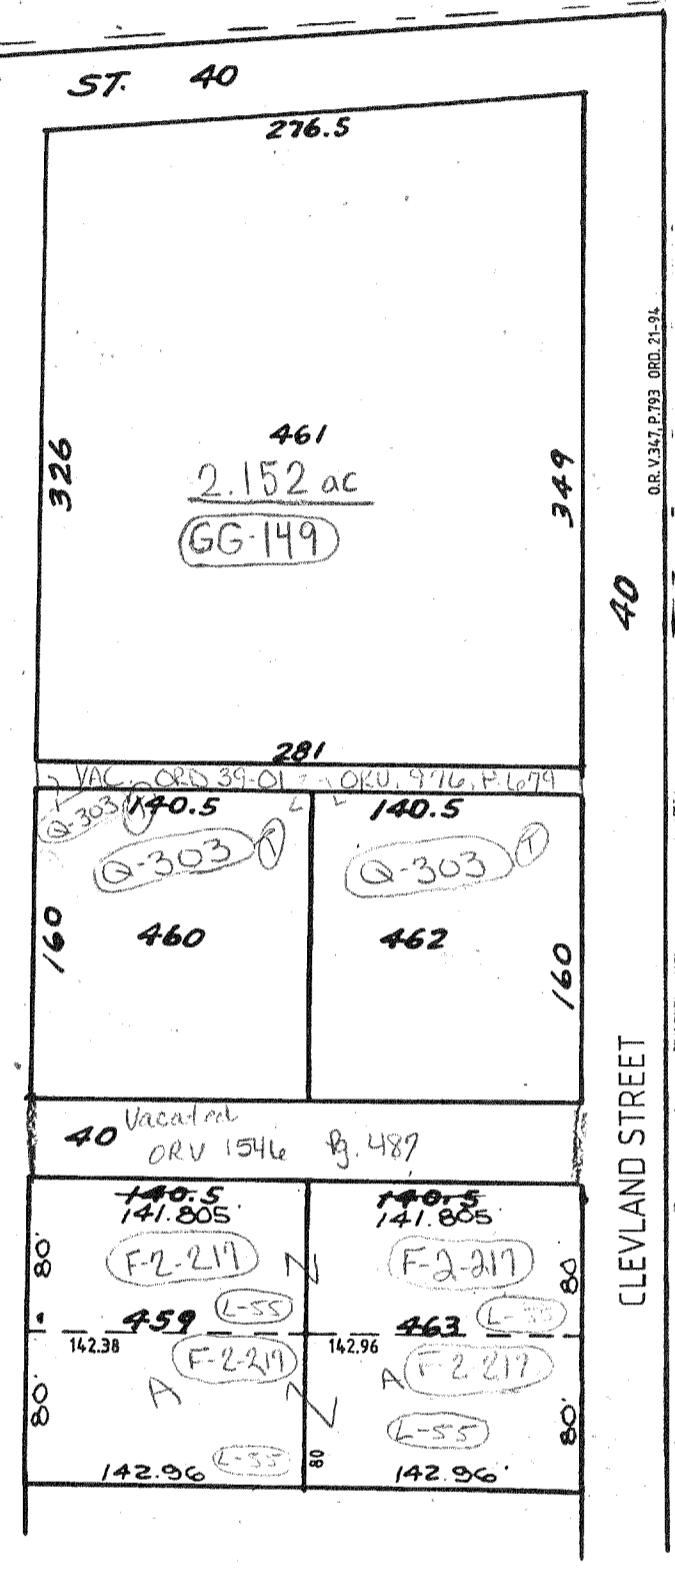 ST. 40
276.5
O.R. V.347, P.793 ORD. 21-94
461
326
349
2.152 ac
GG-149
40
281
VAC. ORD 39-01 ORV. 976, P. 679
Q-303
140.5
140.5
Q-303 T
Q-303 T
160
460
462
160
CLEVLAND STREET
40 Vacated
ORV 1546 Pg. 487
140.5
140.5
141.805'
141.805'
80'
F-2-217
Z
F-2-217
80'
L-55
L-55
459
463
142.38
142.96
F-2-217
F-2-217
A
A
80'
Z
L-55
80'
L-55
80
142.96
142.96'